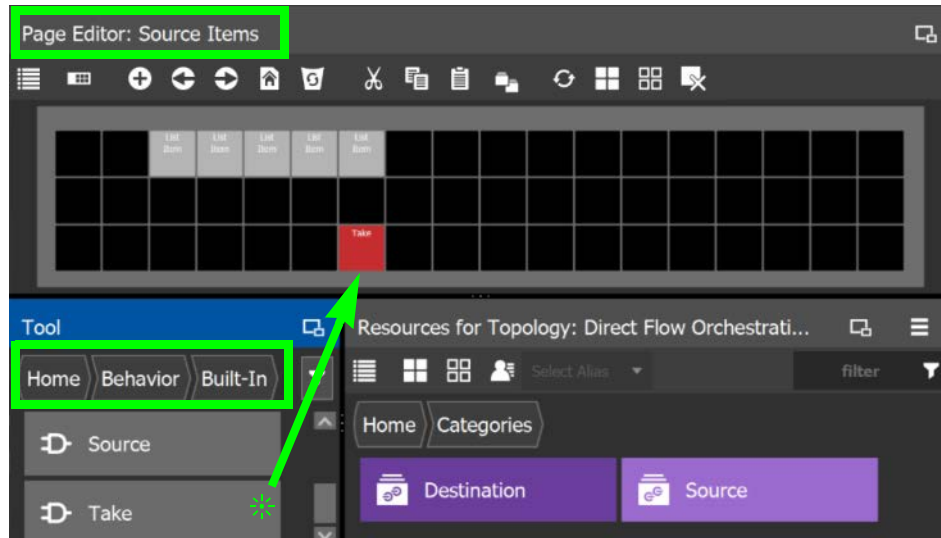 Page Editor: Source Items
List Item
List Item
List Item
List Item
List Item
Take
Tool
Resources for Topology: Direct Flow Orchestrati...
Home Behavior Built-In
Select Alias
filter
Source
Home Categories
Take
Destination
Source